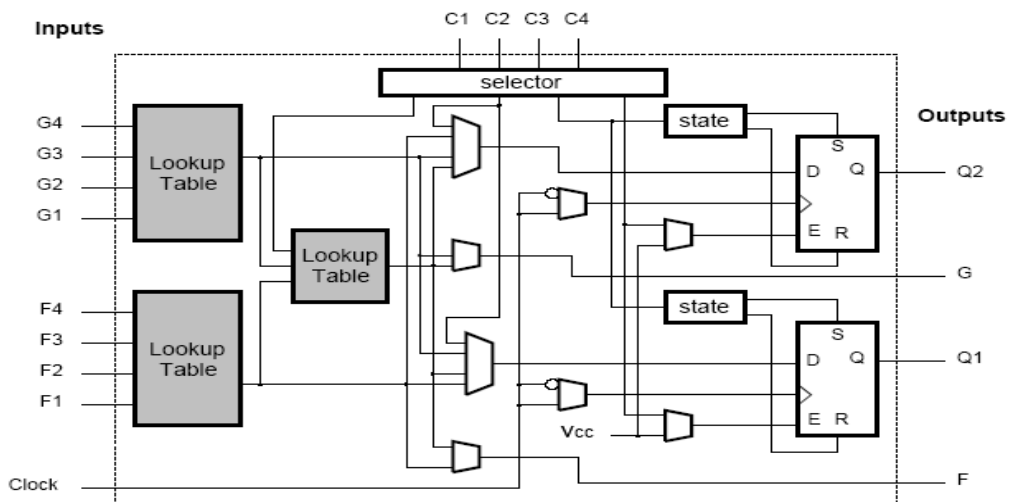 Inputs
C1 C2 C3 C4
selector
Outputs
G4
G3
G2
G1
Lookup
Table
state
S
D Q
E R
Q2
Lookup
Table
G
F4
F3
F2
F1
Lookup
Table
state
S
D Q
E R
Q1
Vcc
Clock
F